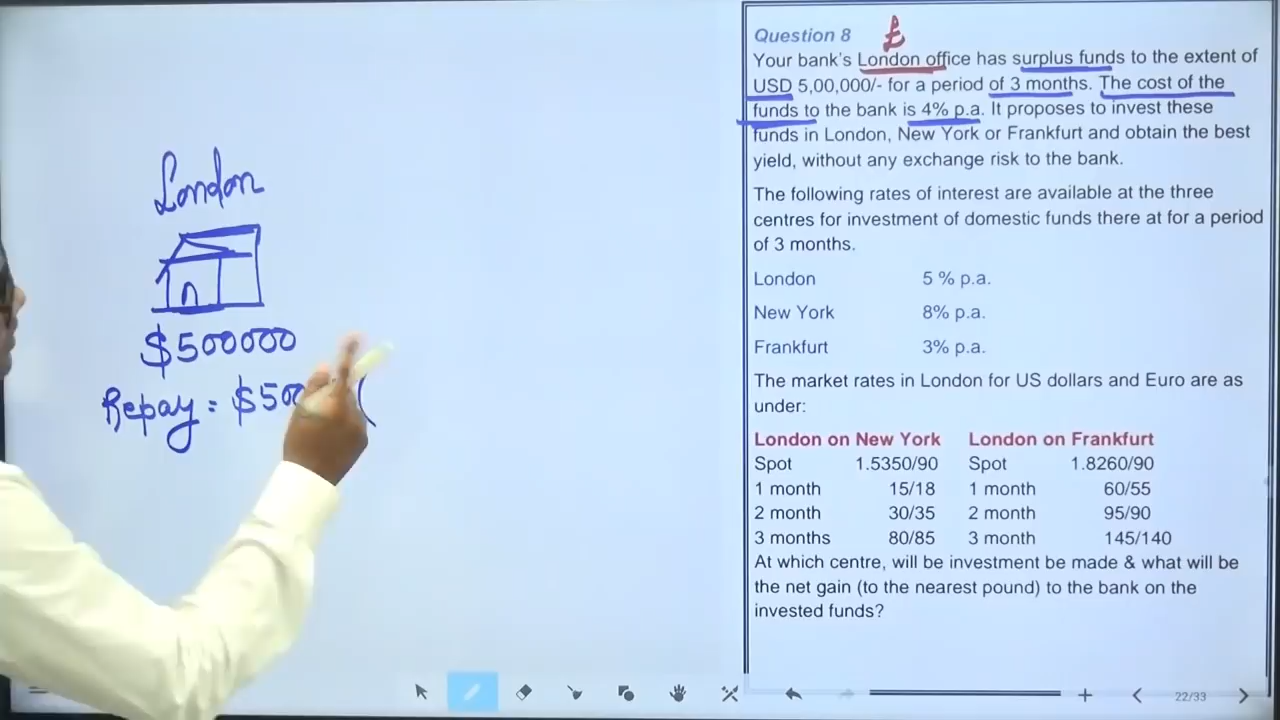 London
$500000
Repay = $500 (
Question 8 £
Your bank's London office has surplus funds to the extent of
USD 5,00,000/- for a period of 3 months. The cost of the
funds to the bank is 4% p.a. It proposes to invest these
funds in London, New York or Frankfurt and obtain the best
yield, without any exchange risk to the bank.
The following rates of interest are available at the three
centres for investment of domestic funds there at for a period
of 3 months.
London 5 % p.a.
New York 8% p.a.
Frankfurt 3% p.a.
The market rates in London for US dollars and Euro are as
under:
London on New York London on Frankfurt
Spot 1.5350/90 Spot 1.8260/90
1 month 15/18 1 month 60/55
2 month 30/35 2 month 95/90
3 months 80/85 3 month 145/140
At which centre, will be investment be made & what will be
the net gain (to the nearest pound) to the bank on the
invested funds?
22/33